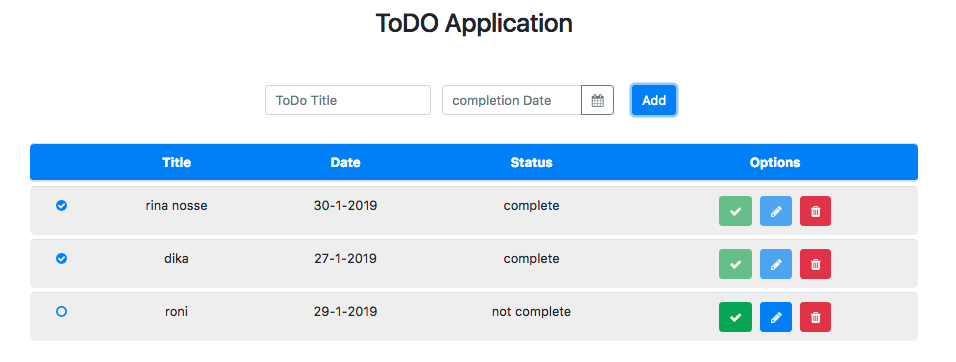 ToDO Application
ToDo Title completion Date Add
Title Date Status Options
rina nosse 30-1-2019 complete
dika 27-1-2019 complete
roni 29-1-2019 not complete